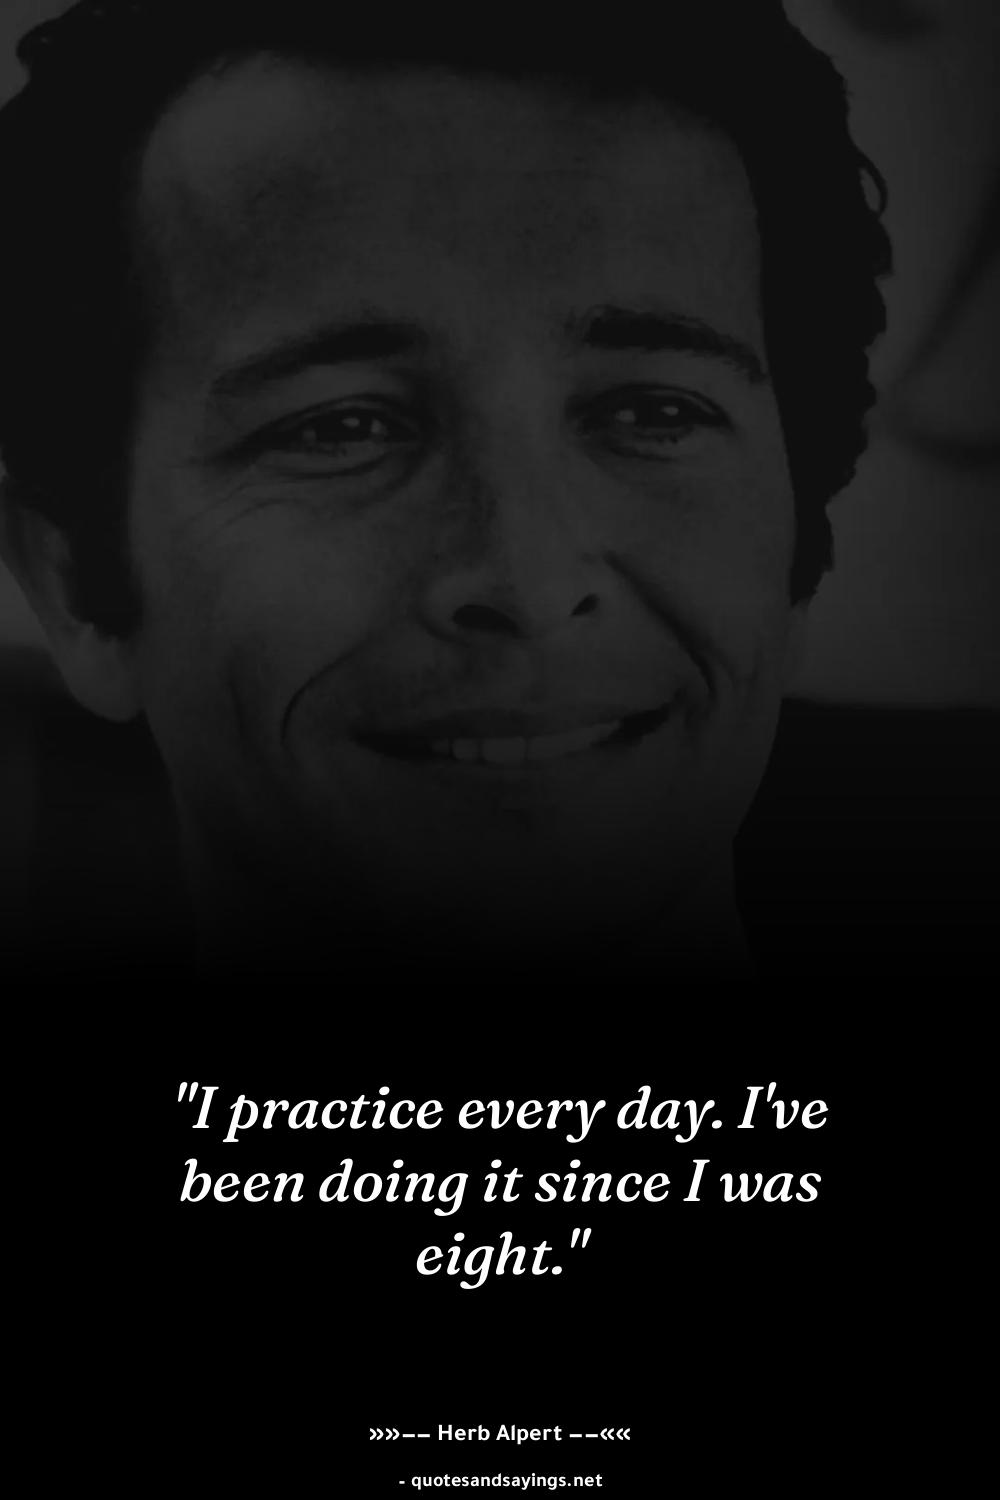 "I practice every day. I've
been doing it since I was
eight."
»»–– Herb Alpert ––««
- quotesandsayings.net